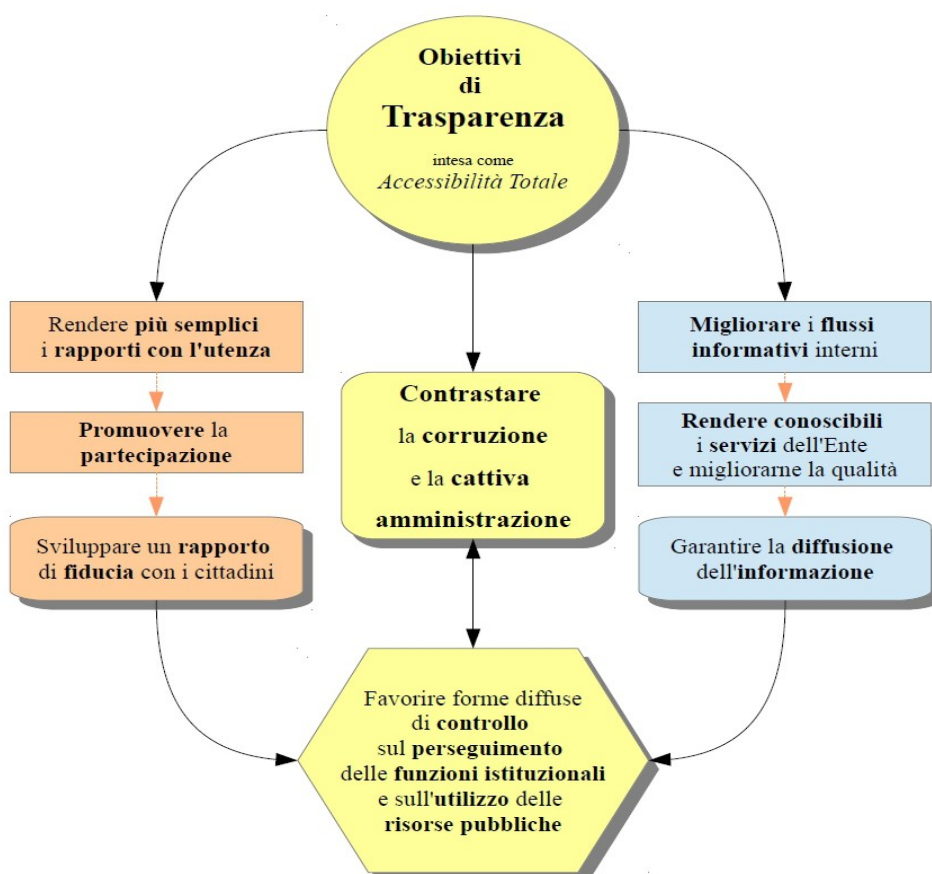 Obiettivi
di
Trasparenza
intesa come
Accessibilità Totale
Rendere più semplici
i rapporti con l'utenza
Promuovere la
partecipazione
Sviluppare un rapporto
di fiducia con i cittadini
Contrastare
la corruzione
e la cattiva
amministrazione
Migliorare i flussi
informativi interni
Rendere conoscibili
i servizi dell'Ente
e migliorarne la qualità
Garantire la diffusione
dell'informazione
Favorire forme diffuse
di controllo
sul perseguimento
delle funzioni istituzionali
e sull'utilizzo delle
risorse pubbliche